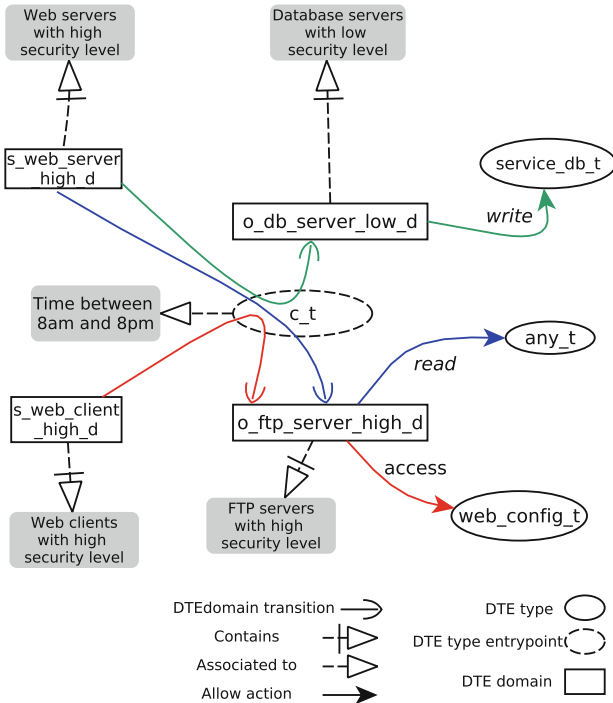 Web servers
with high
security level
Database servers
with low
security level
s_web_server
_high_d
service_db_t
o_db_server_low_d
write
Time between
8am and 8pm
c_t
any_t
read
s_web_client
_high_d
o_ftp_server_high_d
access
Web clients
with high
security level
FTP servers
with high
security level
web_config_t
DTEdomain transition
Contains
Associated to
Allow action
DTE type
DTE type entrypoint
DTE domain